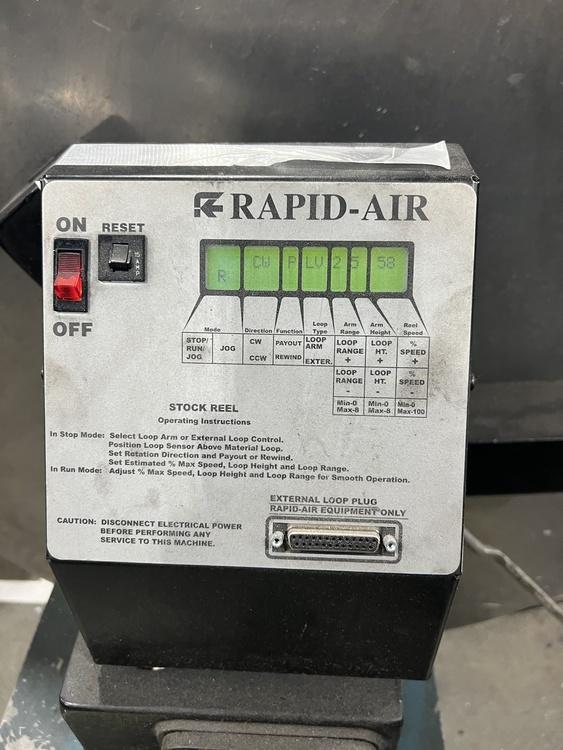 RAPID-AIR
ON
RESET
OFF
CW P LV 2 5 58
R
Mode Direction Function Loop Type Arm Range Arm Height Reel Speed
STOP/ RUN/ JOG JOG CW CCW PAYOUT REWIND LOOP ARM EXTER. LOOP RANGE + LOOP HT. + % SPEED +
LOOP RANGE - LOOP HT. - % SPEED -
Min-0 Max-8 Min-0 Max-8 Min-0 Max-100
STOCK REEL
Operating Instructions
In Stop Mode: Select Loop Arm or External Loop Control.
Position Loop Sensor Above Material Loop.
Set Rotation Direction and Payout or Rewind.
Set Estimated % Max Speed, Loop Height and Loop Range.
In Run Mode: Adjust % Max Speed, Loop Height and Loop Range for Smooth Operation.
EXTERNAL LOOP PLUG
RAPID-AIR EQUIPMENT ONLY
CAUTION: DISCONNECT ELECTRICAL POWER
BEFORE PERFORMING ANY
SERVICE TO THIS MACHINE.